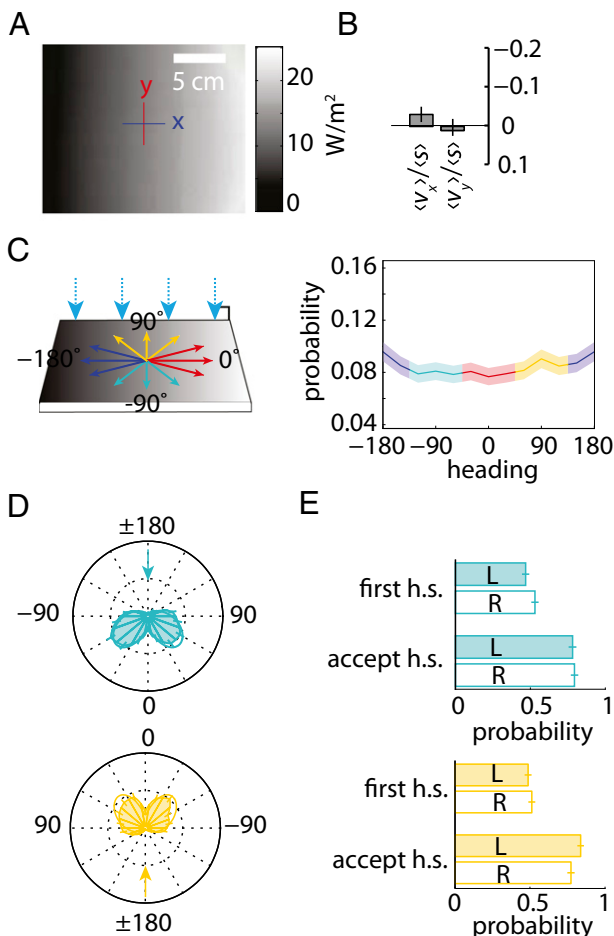 A
5 cm
y
x
20
10
0
W/m²
B
−0.2
−0.1
0
0.1
⟨v_x⟩/⟨s⟩
⟨v_y⟩/⟨s⟩
C
90°
−180°
0°
-90°
probability
0.16
0.12
0.08
0.04
−180
−90
0
90
180
heading
D
±180
−90
90
0
0
90
−90
±180
E
first h.s.
L
R
accept h.s.
L
R
0
0.5
1
probability
first h.s.
L
R
accept h.s.
L
R
0
0.5
1
probability